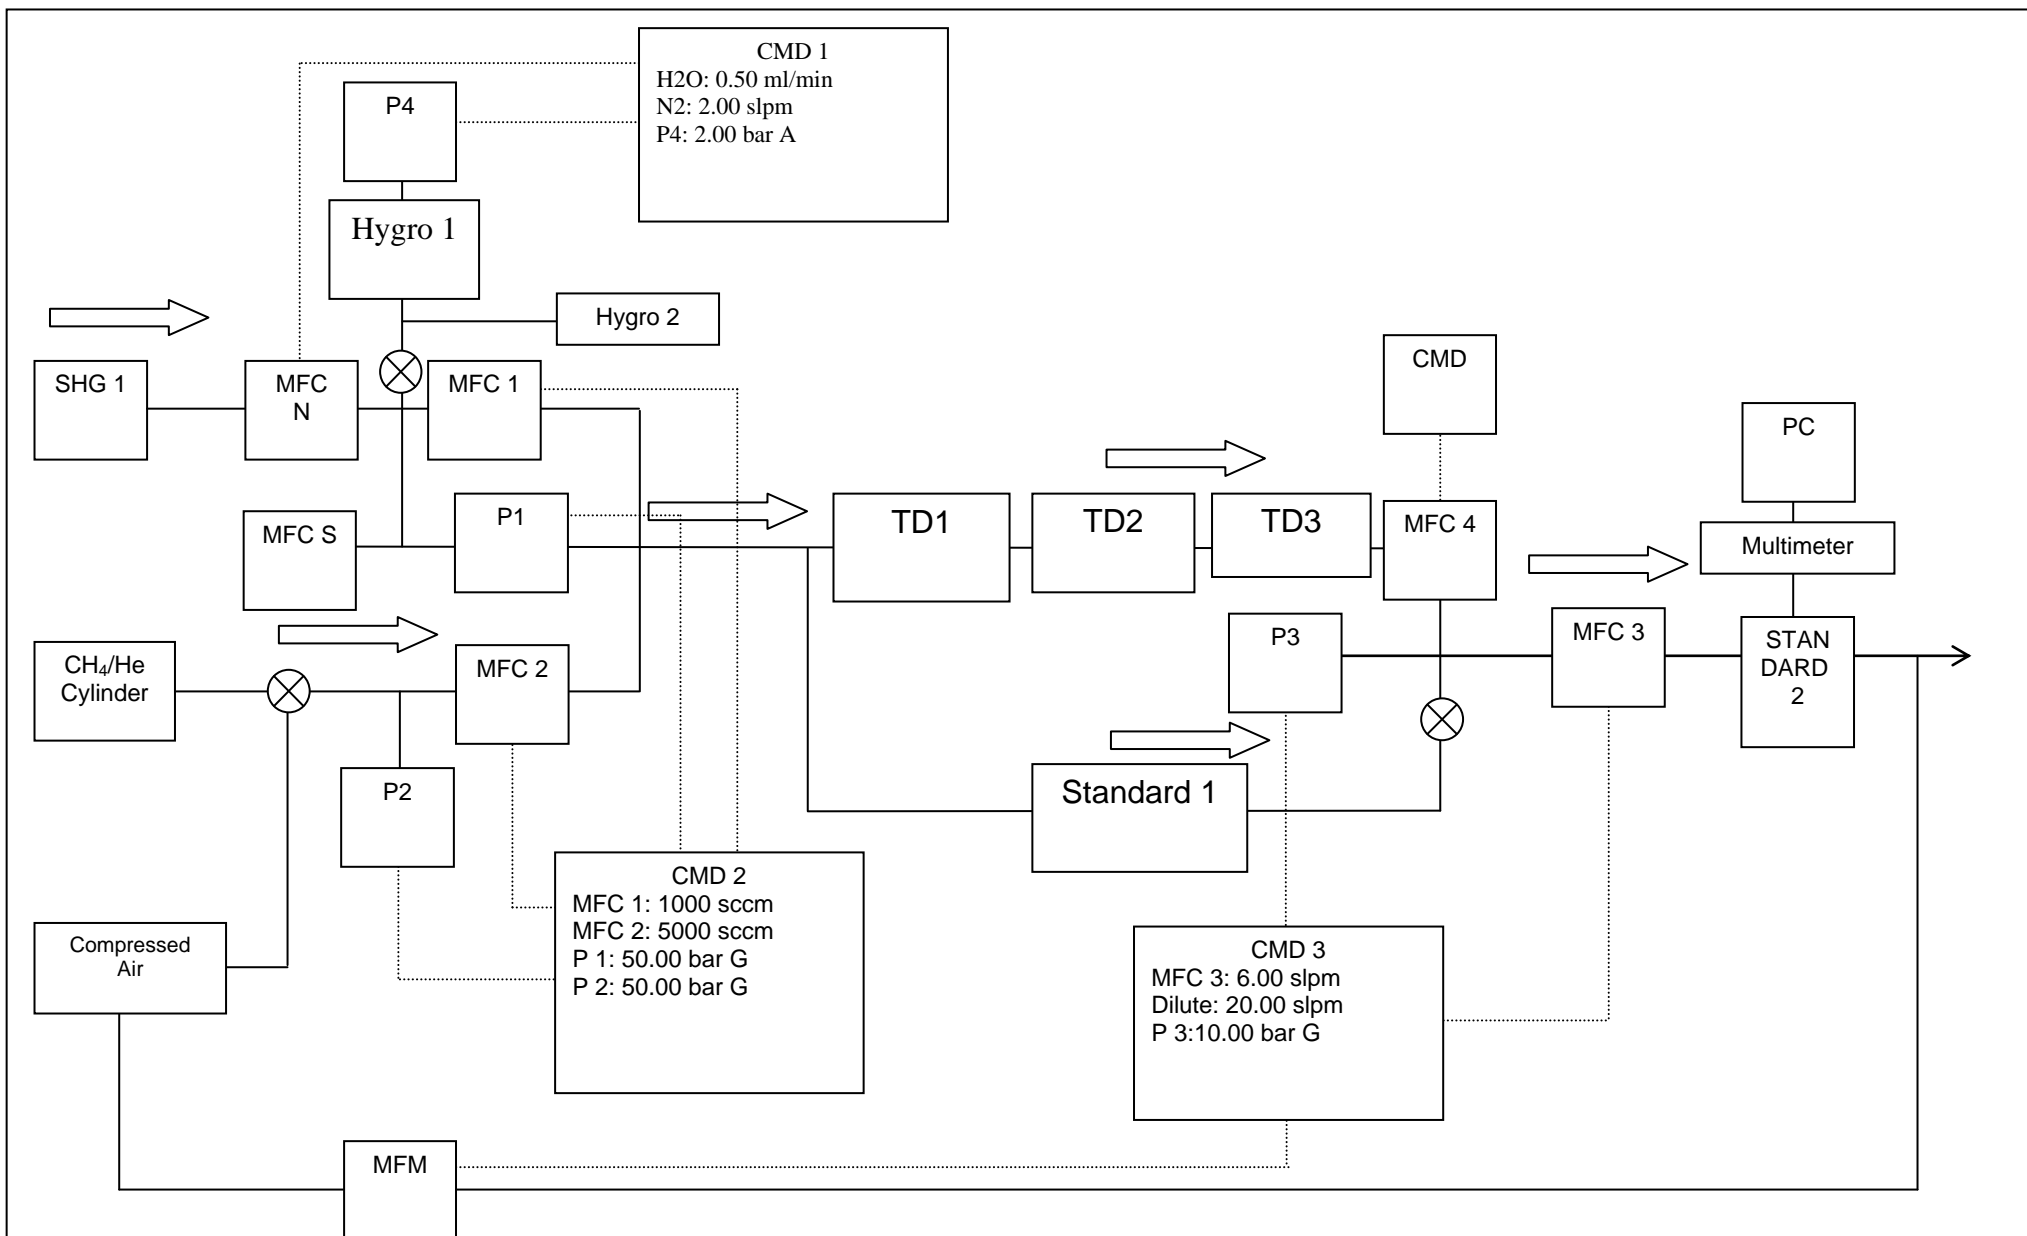 CMD 1
H2O: 0.50 ml/min
N2: 2.00 slpm
P4: 2.00 bar A
P4
Hygro 1
Hygro 2
SHG 1
MFC
N
MFC 1
CMD
PC
MFC S
P1
TD1
TD2
TD3
MFC 4
Multimeter
CH₄/He
Cylinder
MFC 2
P3
MFC 3
STAN
DARD
2
P2
Standard 1
CMD 2
MFC 1: 1000 sccm
MFC 2: 5000 sccm
P 1: 50.00 bar G
P 2: 50.00 bar G
Compressed
Air
CMD 3
MFC 3: 6.00 slpm
Dilute: 20.00 slpm
P 3:10.00 bar G
MFM